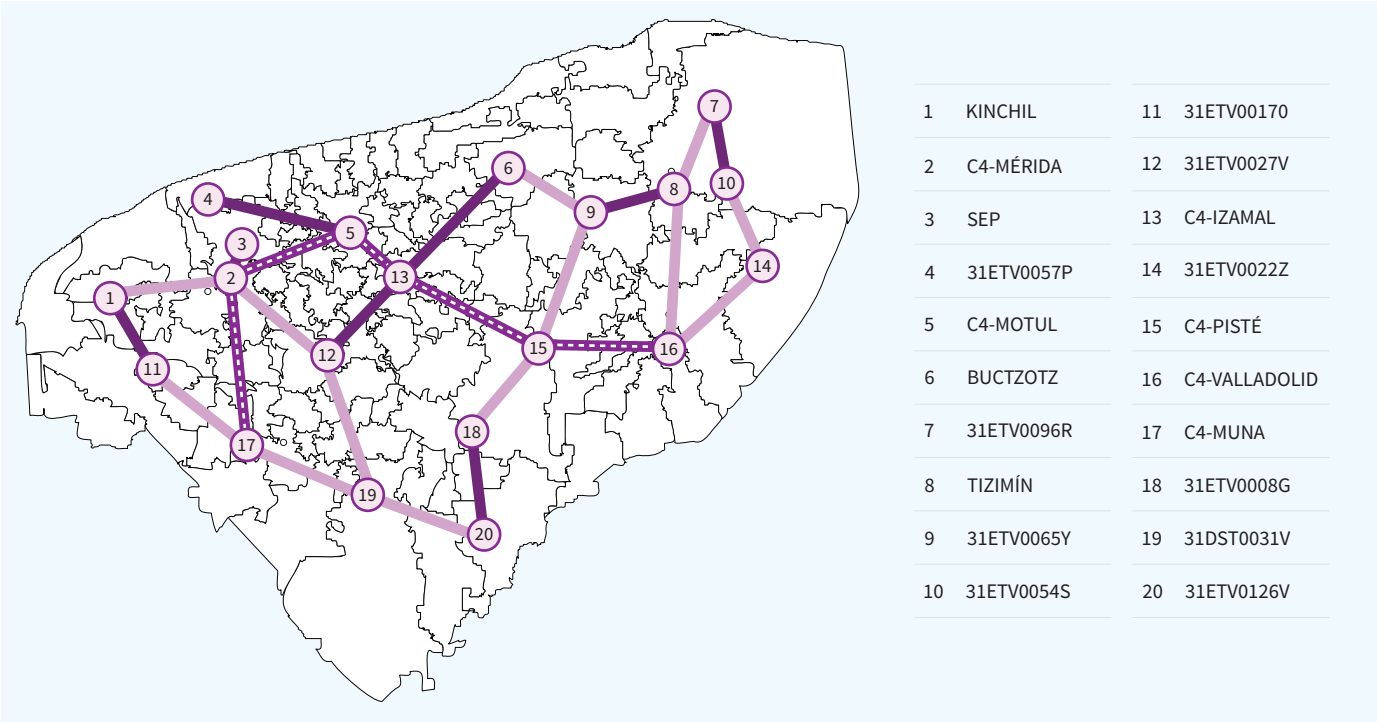 7
6
8
10
4
9
5
3
14
2
13
1
15
16
12
11
18
17
19
20
1 KINCHIL
2 C4-MÉRIDA
3 SEP
4 31ETV0057P
5 C4-MOTUL
6 BUCTZOTZ
7 31ETV0096R
8 TIZIMÍN
9 31ETV0065Y
10 31ETV0054S
11 31ETV00170
12 31ETV0027V
13 C4-IZAMAL
14 31ETV0022Z
15 C4-PISTÉ
16 C4-VALLADOLID
17 C4-MUNA
18 31ETV0008G
19 31DST0031V
20 31ETV0126V